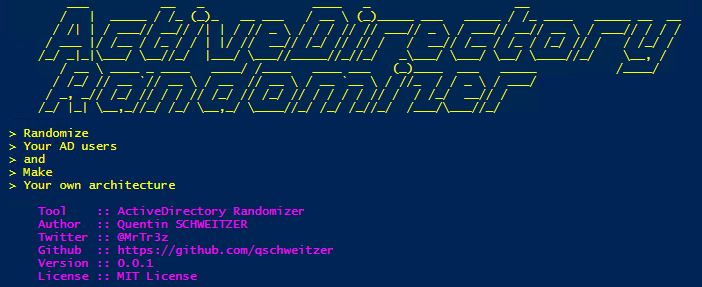 ActiveDirectory
Randomizer
> Randomize
> Your AD users
> and
> Make
> Your own architecture
Tool :: ActiveDirectory Randomizer
Author :: Quentin SCHWEITZER
Twitter :: @MrTr3z
Github :: https://github.com/qschweitzer
Version :: 0.0.1
License :: MIT License